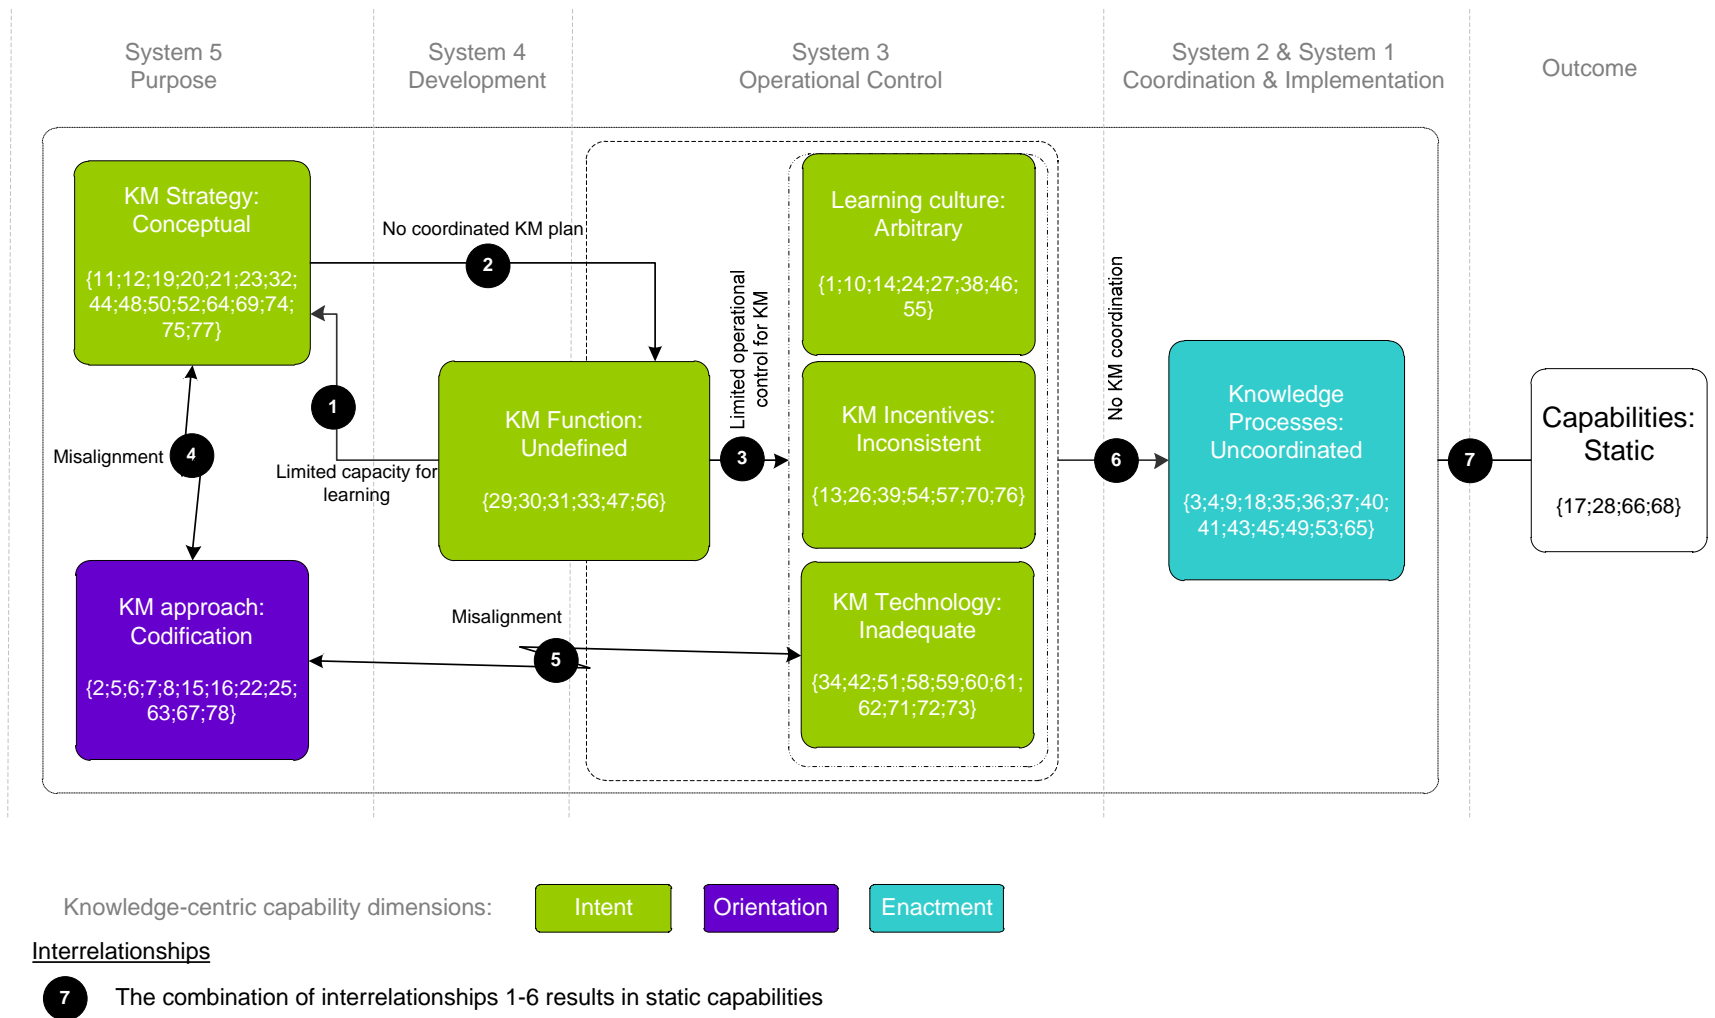 System 5
Purpose
System 4
Development
System 3
Operational Control
System 2 & System 1
Coordination & Implementation
Outcome
KM Strategy:
Conceptual
{11;12;19;20;21;23;32;
44;48;50;52;64;69;74;
75;77}
No coordinated KM plan
2
1
Limited capacity for
learning
Misalignment
4
KM approach:
Codification
{2;5;6;7;8;15;16;22;25;
63;67;78}
KM Function:
Undefined
{29;30;31;33;47;56}
Misalignment
5
Limited operational
control for KM
3
Learning culture:
Arbitrary
{1;10;14;24;27;38;46;
55}
KM Incentives:
Inconsistent
{13;26;39;54;57;70;76}
KM Technology:
Inadequate
{34;42;51;58;59;60;61;
62;71;72;73}
No KM coordination
6
Knowledge
Processes:
Uncoordinated
{3;4;9;18;35;36;37;40;
41;43;45;49;53;65}
7
Capabilities:
Static
{17;28;66;68}
Knowledge-centric capability dimensions:
Intent
Orientation
Enactment
Interrelationships
7 The combination of interrelationships 1-6 results in static capabilities